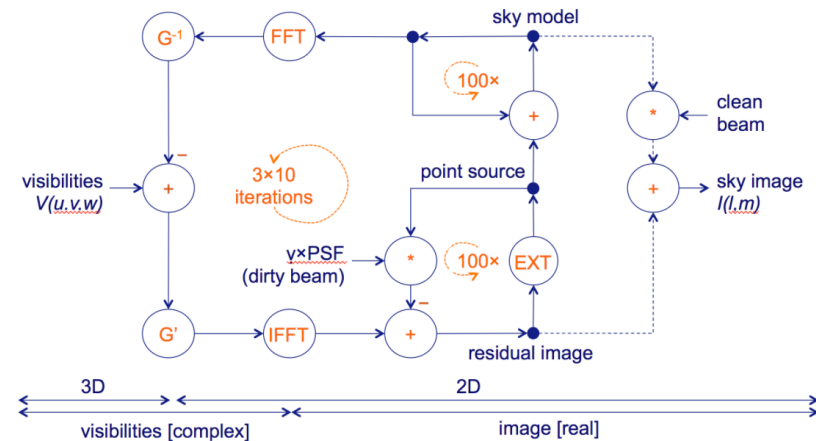 sky model
G⁻¹
FFT
100×
+
*
clean
beam
−
3×10
iterations
point source
visibilities
V(u,v,w)
+
+
sky image
I(l,m)
γ×PSF
(dirty beam)
*
100×
EXT
−
G'
IFFT
+
residual image
3D
2D
visibilities [complex]
image [real]